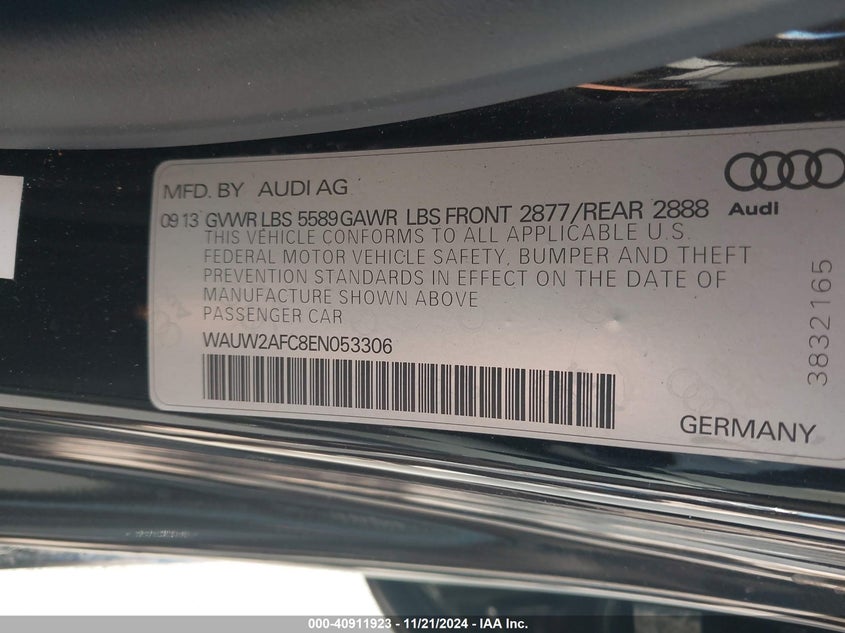 MFD. BY AUDI AG
Audi
09 13 GVWR LBS 5589 GAWR LBS FRONT 2877/REAR 2888
THIS VEHICLE CONFORMS TO ALL APPLICABLE U.S.
FEDERAL MOTOR VEHICLE SAFETY, BUMPER AND THEFT
PREVENTION STANDARDS IN EFFECT ON THE DATE OF
MANUFACTURE SHOWN ABOVE
PASSENGER CAR
WAUW2AFC8EN053306
3832165
GERMANY
000-40911923 - 11/21/2024 - IAA Inc.